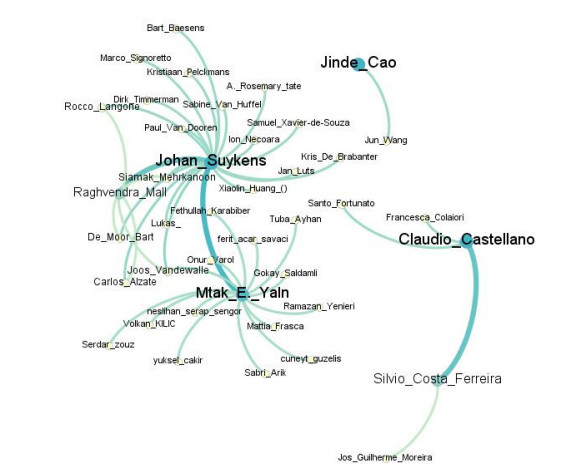 Bart_Baesens
Marco_Signoretto
Jinde_Cao
Kristiaan_Pelckmans
A._Rosemary_tate
Dirk_Timmerman
Rocco_Langone
Sabine_Van_Huffel
Samuel_Xavier-de-Souza
Paul_Van_Dooren
Ion_Necoara
Jun_Wang
Kris_De_Brabanter
Johan_Suykens
Jan_Luts
Siamak_Mehrkanoon
Xiaolin_Huang_()
Raghvendra_Mall
Santo_Fortunato
Fethullah_Karabiber
Francesca_Colaiori
Tuba_Ayhan
Lukas_
De_Moor_Bart
ferit_acar_savaci
Claudio_Castellano
Onur_Varol
Joos_Vandewalle
Gokay_Saldamli
Carlos_Alzate
Mtak_E._Yaln
Ramazan_Yenieri
neslihan_serap_sengor
Volkan_KILIC
Mattia_Frasca
Serdar_zouz
yuksel_cakir
cuneyt_guzelis
Sabri_Arik
Silvio_Costa_Ferreira
Jos_Guilherme_Moreira